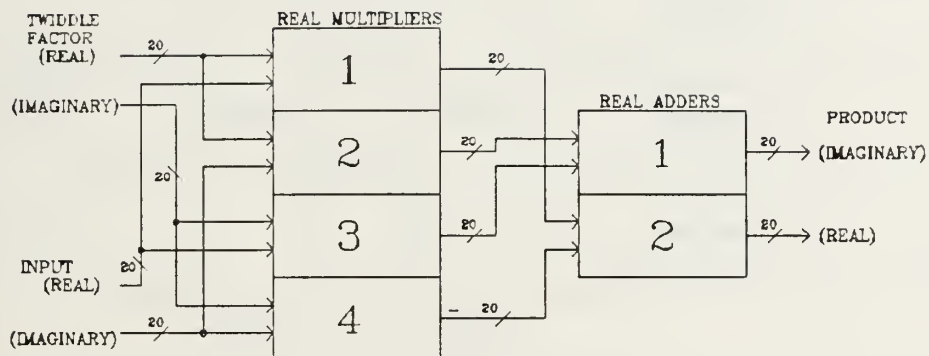 TWIDDLE
FACTOR
(REAL)
20
REAL MULTIPLIERS
1
20
(IMAGINARY)
REAL ADDERS
PRODUCT
2
20
1
20
(IMAGINARY)
20
3
20
2
20
(REAL)
INPUT
(REAL)
20
4
-
20
(IMAGINARY)
20